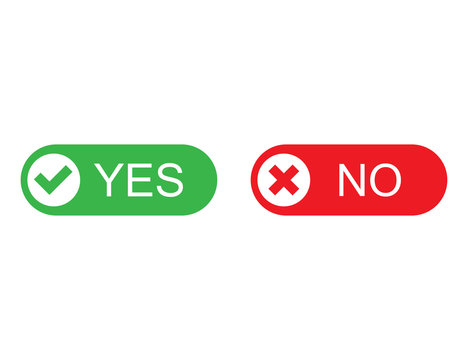 YES NO